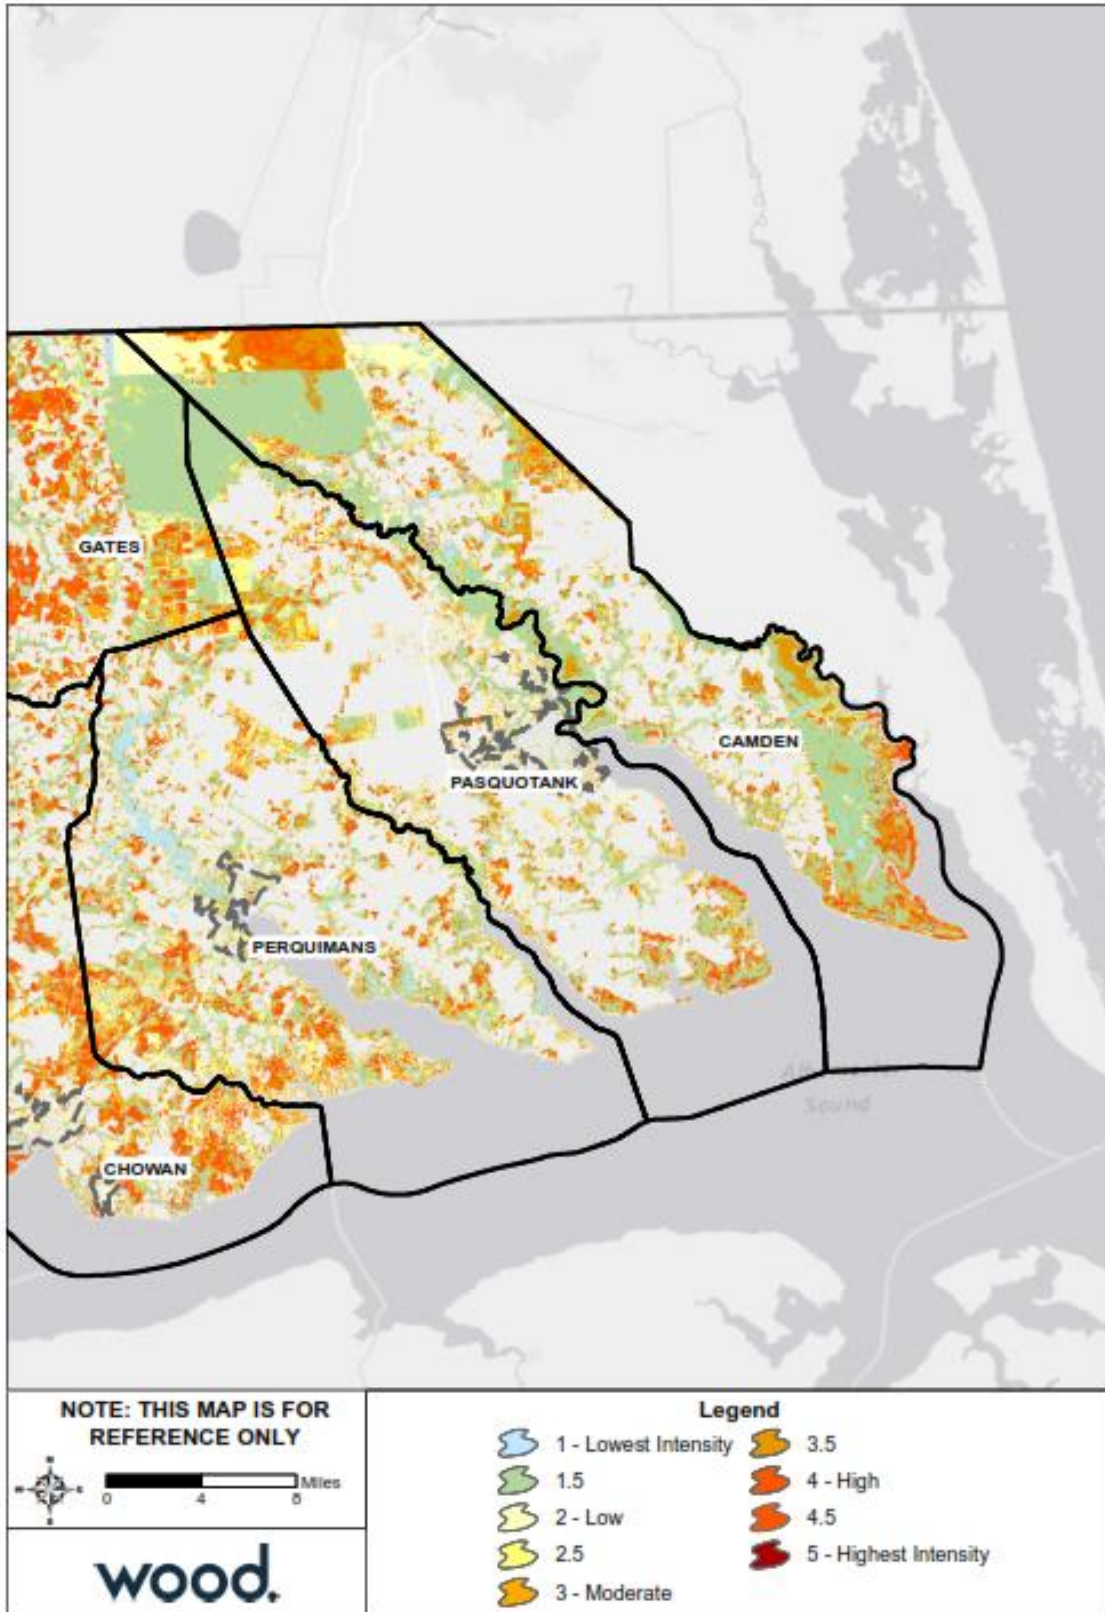 GATES
CAMDEN
PASQUOTANK
PERQUIMANS
Sound
CHOWAN
NOTE: THIS MAP IS FOR
REFERENCE ONLY
Miles
0 4 8
wood.
Legend
1 - Lowest Intensity
1.5
2 - Low
2.5
3 - Moderate
3.5
4 - High
4.5
5 - Highest Intensity